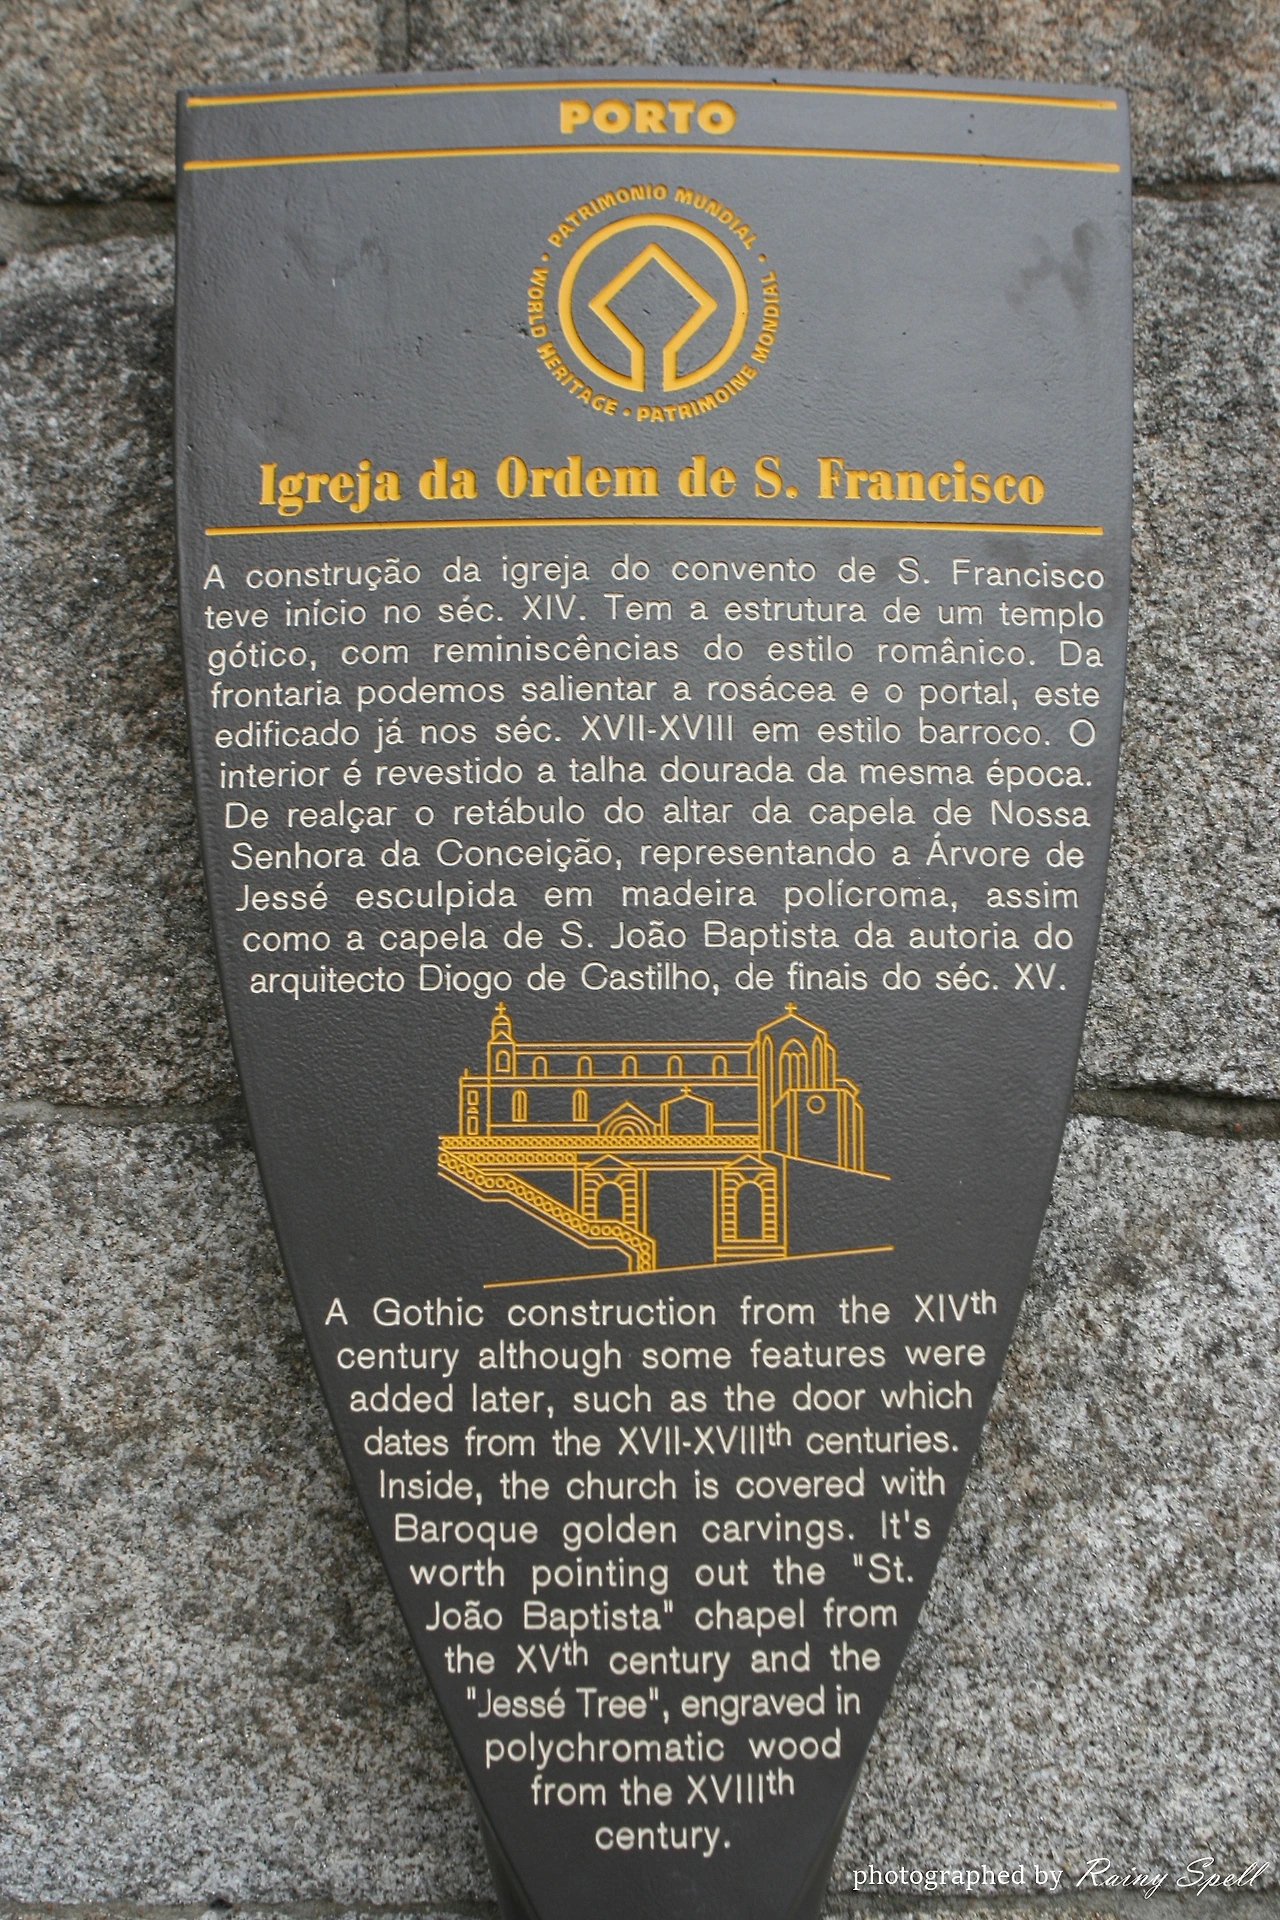 PORTO
PATRIMONIO MUNDIAL • WORLD HERITAGE • PATRIMOINE MONDIAL •
Igreja da Ordem de S. Francisco
A construção da igreja do convento de S. Francisco
teve início no séc. XIV. Tem a estrutura de um templo
gótico, com reminiscências do estilo românico. Da
frontaria podemos salientar a rosácea e o portal, este
edificado já nos séc. XVII-XVIII em estilo barroco. O
interior é revestido a talha dourada da mesma época.
De realçar o retábulo do altar da capela de Nossa
Senhora da Conceição, representando a Árvore de
Jessé esculpida em madeira polícroma, assim
como a capela de S. João Baptista da autoria do
arquitecto Diogo de Castilho, de finais do séc. XV.
A Gothic construction from the XIVth
century although some features were
added later, such as the door which
dates from the XVII-XVIIIth centuries.
Inside, the church is covered with
Baroque golden carvings. It's
worth pointing out the "St.
João Baptista" chapel from
the XVth century and the
"Jessé Tree", engraved in
polychromatic wood
from the XVIIIth
century.
photographed by Rainy Spell